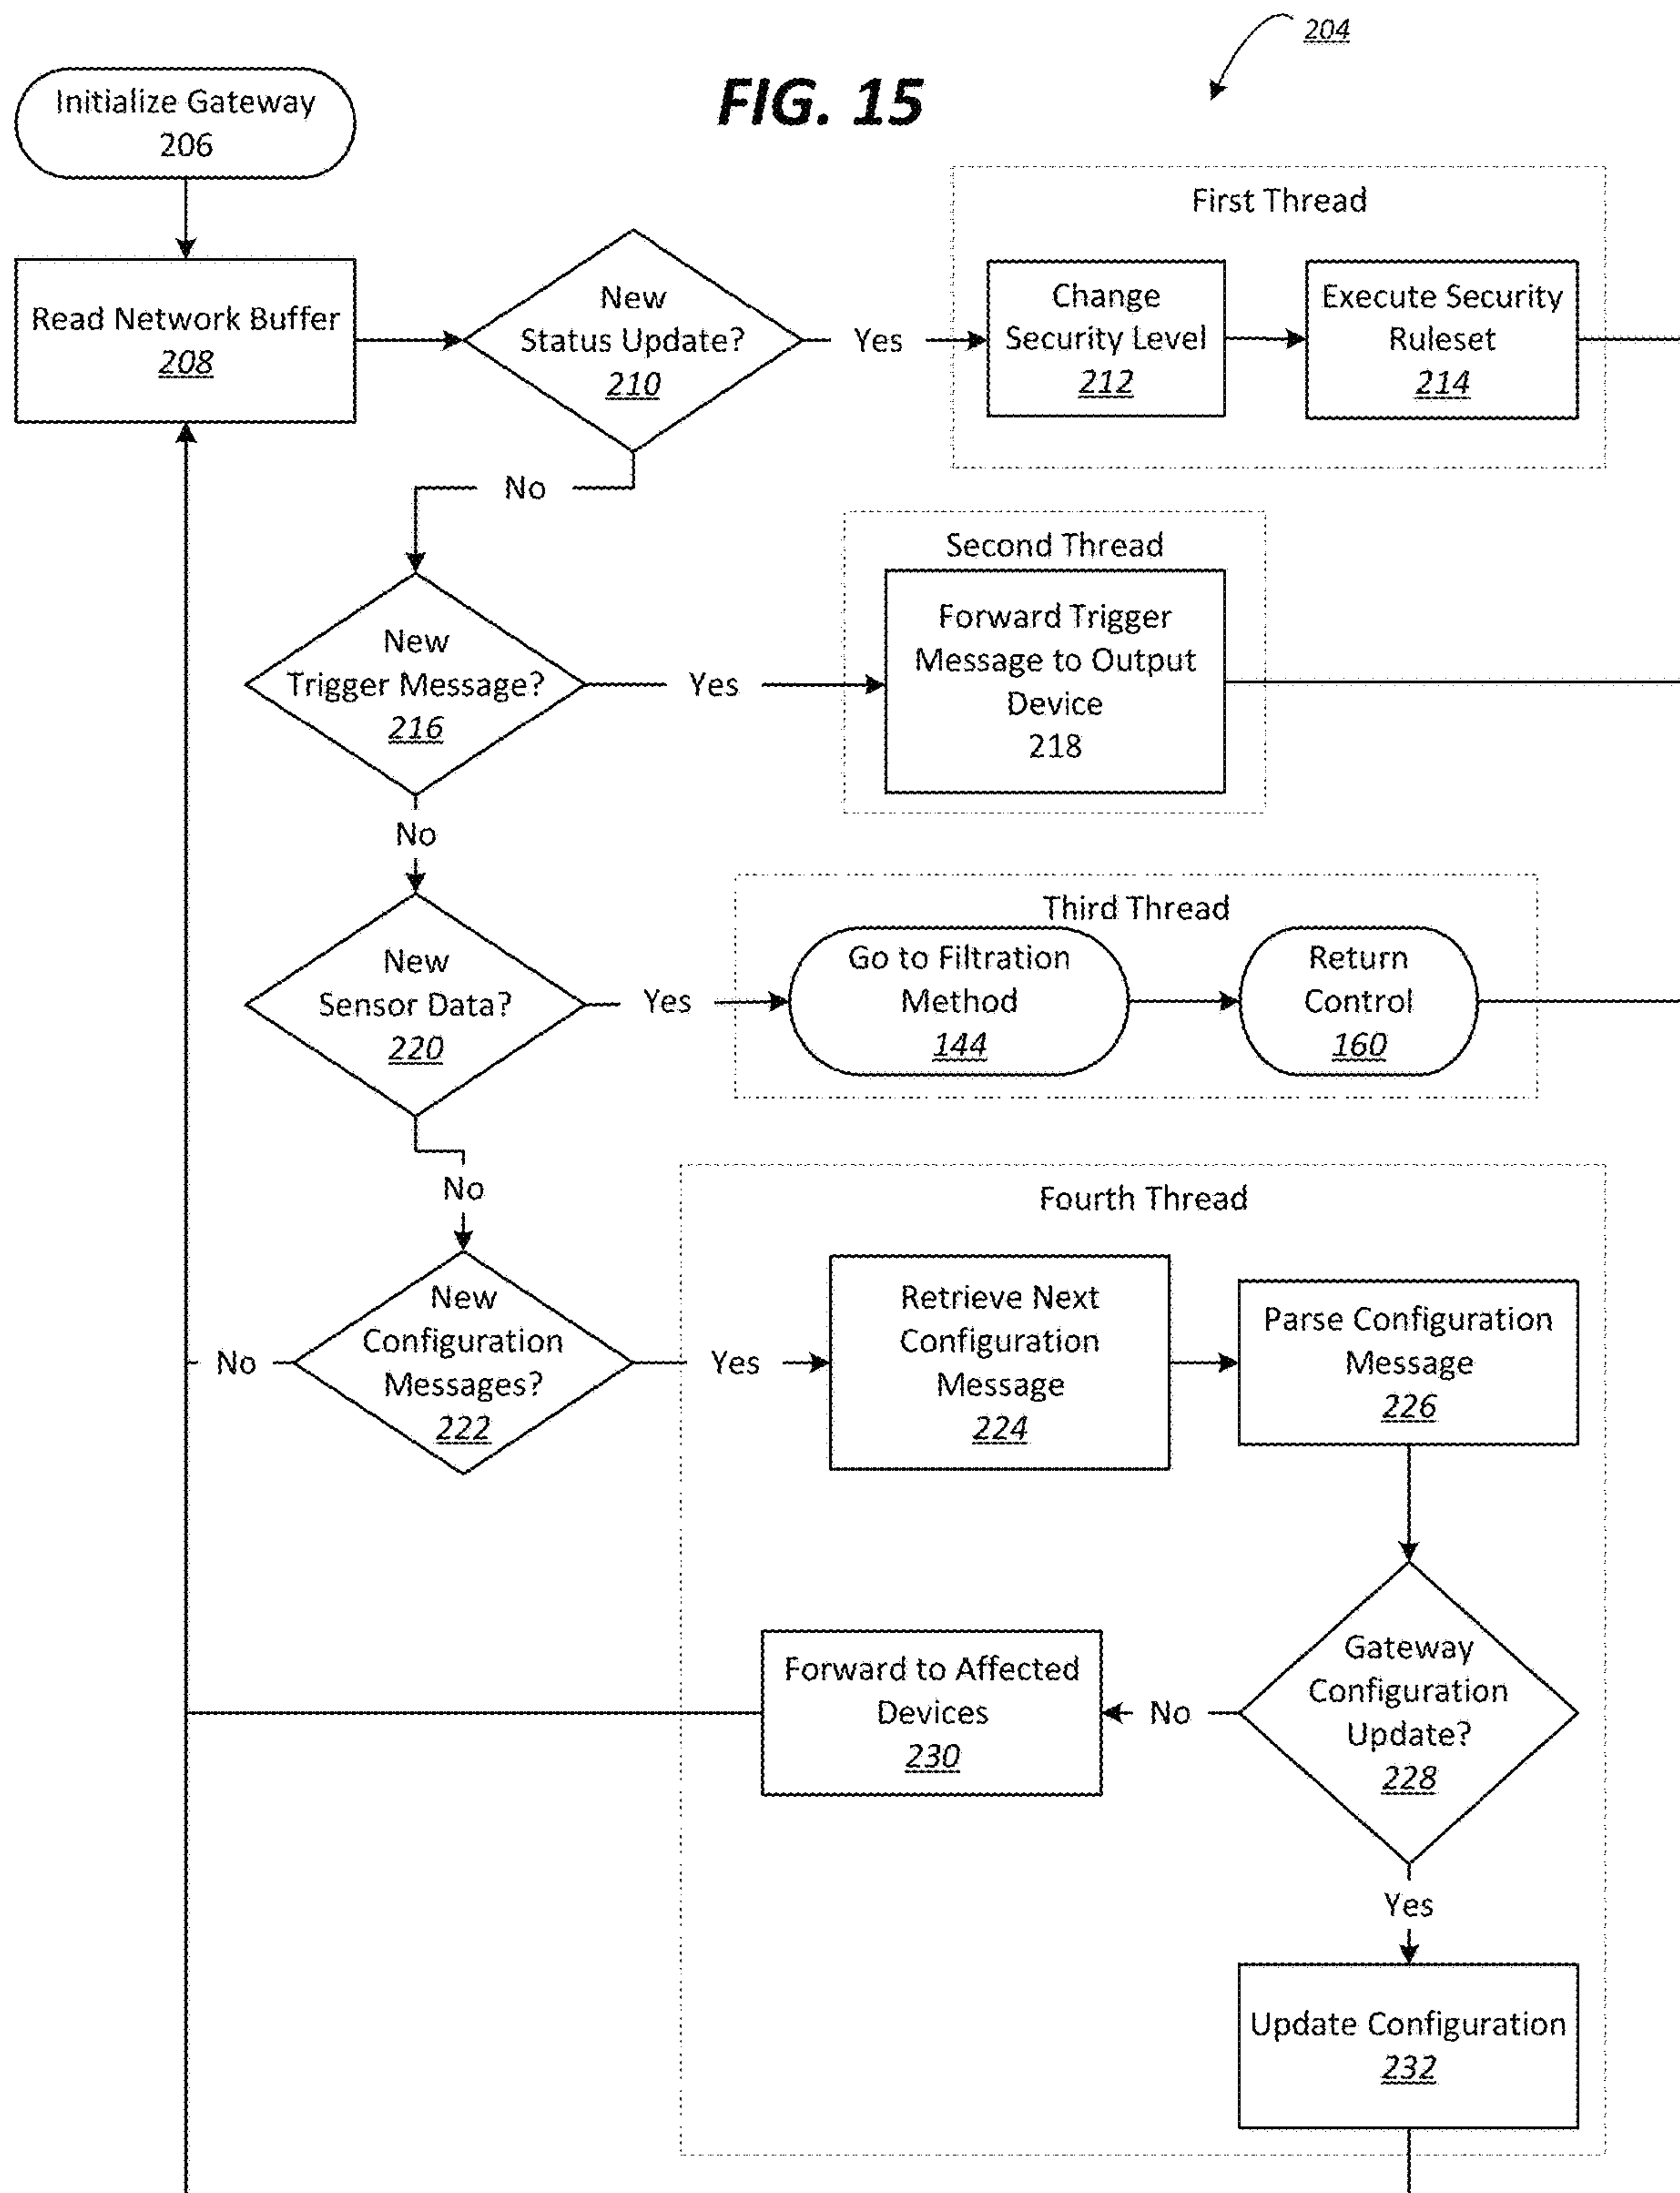 204
FIG. 15
Initialize Gateway
206
Read Network Buffer
208
New
Status Update?
210
Yes
First Thread
Change
Security Level
212
Execute Security
Ruleset
214
No
New
Trigger Message?
216
Yes
Second Thread
Forward Trigger
Message to Output
Device
218
No
New
Sensor Data?
220
Yes
Third Thread
Go to Filtration
Method
144
Return
Control
160
No
New
Configuration
Messages?
222
No
Yes
Fourth Thread
Retrieve Next
Configuration
Message
224
Parse Configuration
Message
226
Gateway
Configuration
Update?
228
No
Forward to Affected
Devices
230
Yes
Update Configuration
232